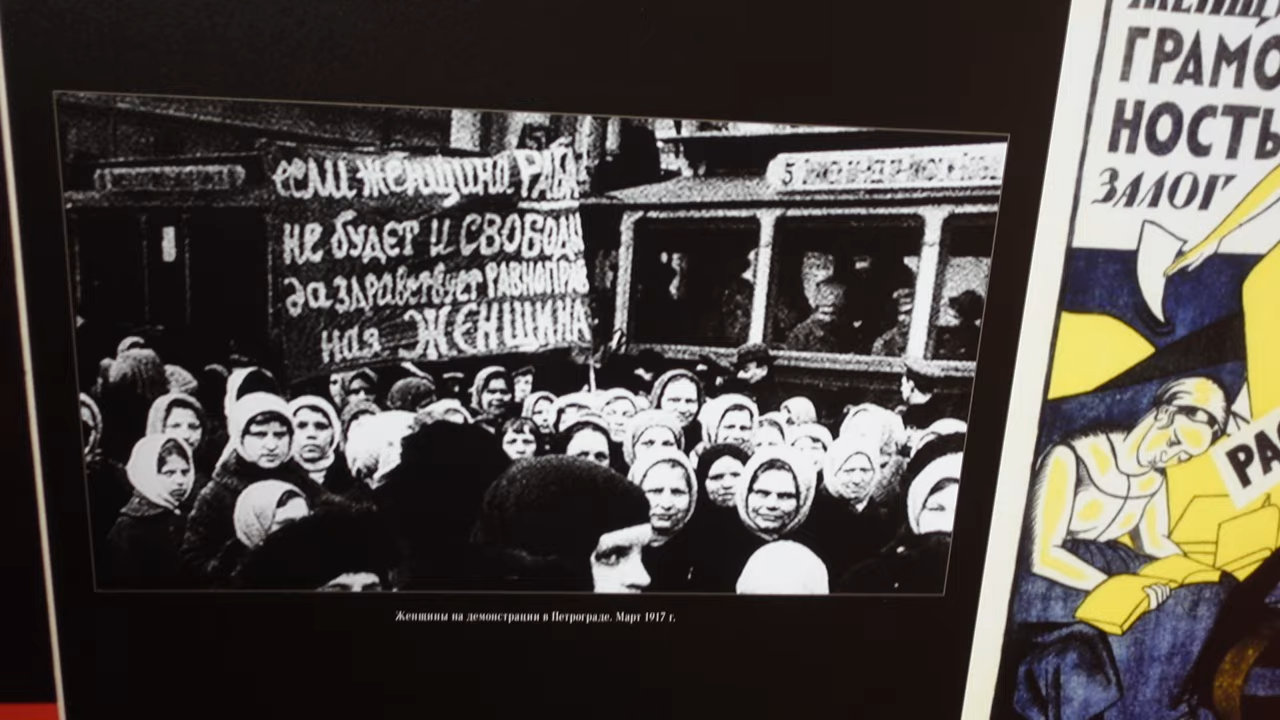 если женщина РАБА
не будет и СВОБОДЫ
да здравствует РАВНОПРАВ
ная ЖЕНЩИНА
5
Женщины на демонстрации в Петрограде. Март 1917 г.
ГРАМО
НОСТЬ
ЗАЛОГ
РА